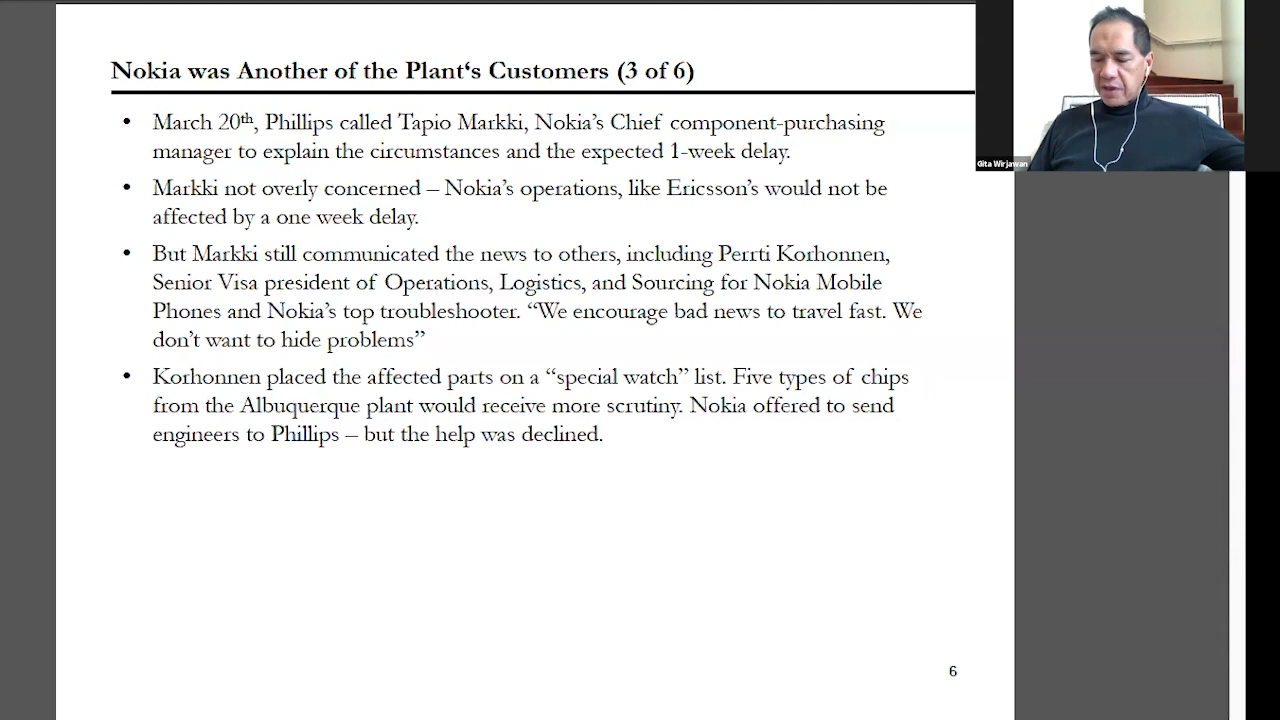 Nokia was Another of the Plant‘s Customers (3 of 6)
• March 20th, Phillips called Tapio Markki, Nokia’s Chief component-purchasing
manager to explain the circumstances and the expected 1-week delay.
• Markki not overly concerned – Nokia’s operations, like Ericsson’s would not be
affected by a one week delay.
• But Markki still communicated the news to others, including Perrti Korhonnen,
Senior Visa president of Operations, Logistics, and Sourcing for Nokia Mobile
Phones and Nokia’s top troubleshooter. “We encourage bad news to travel fast. We
don’t want to hide problems”
• Korhonnen placed the affected parts on a “special watch” list. Five types of chips
from the Albuquerque plant would receive more scrutiny. Nokia offered to send
engineers to Phillips – but the help was declined.
6
Gita Wirjawan